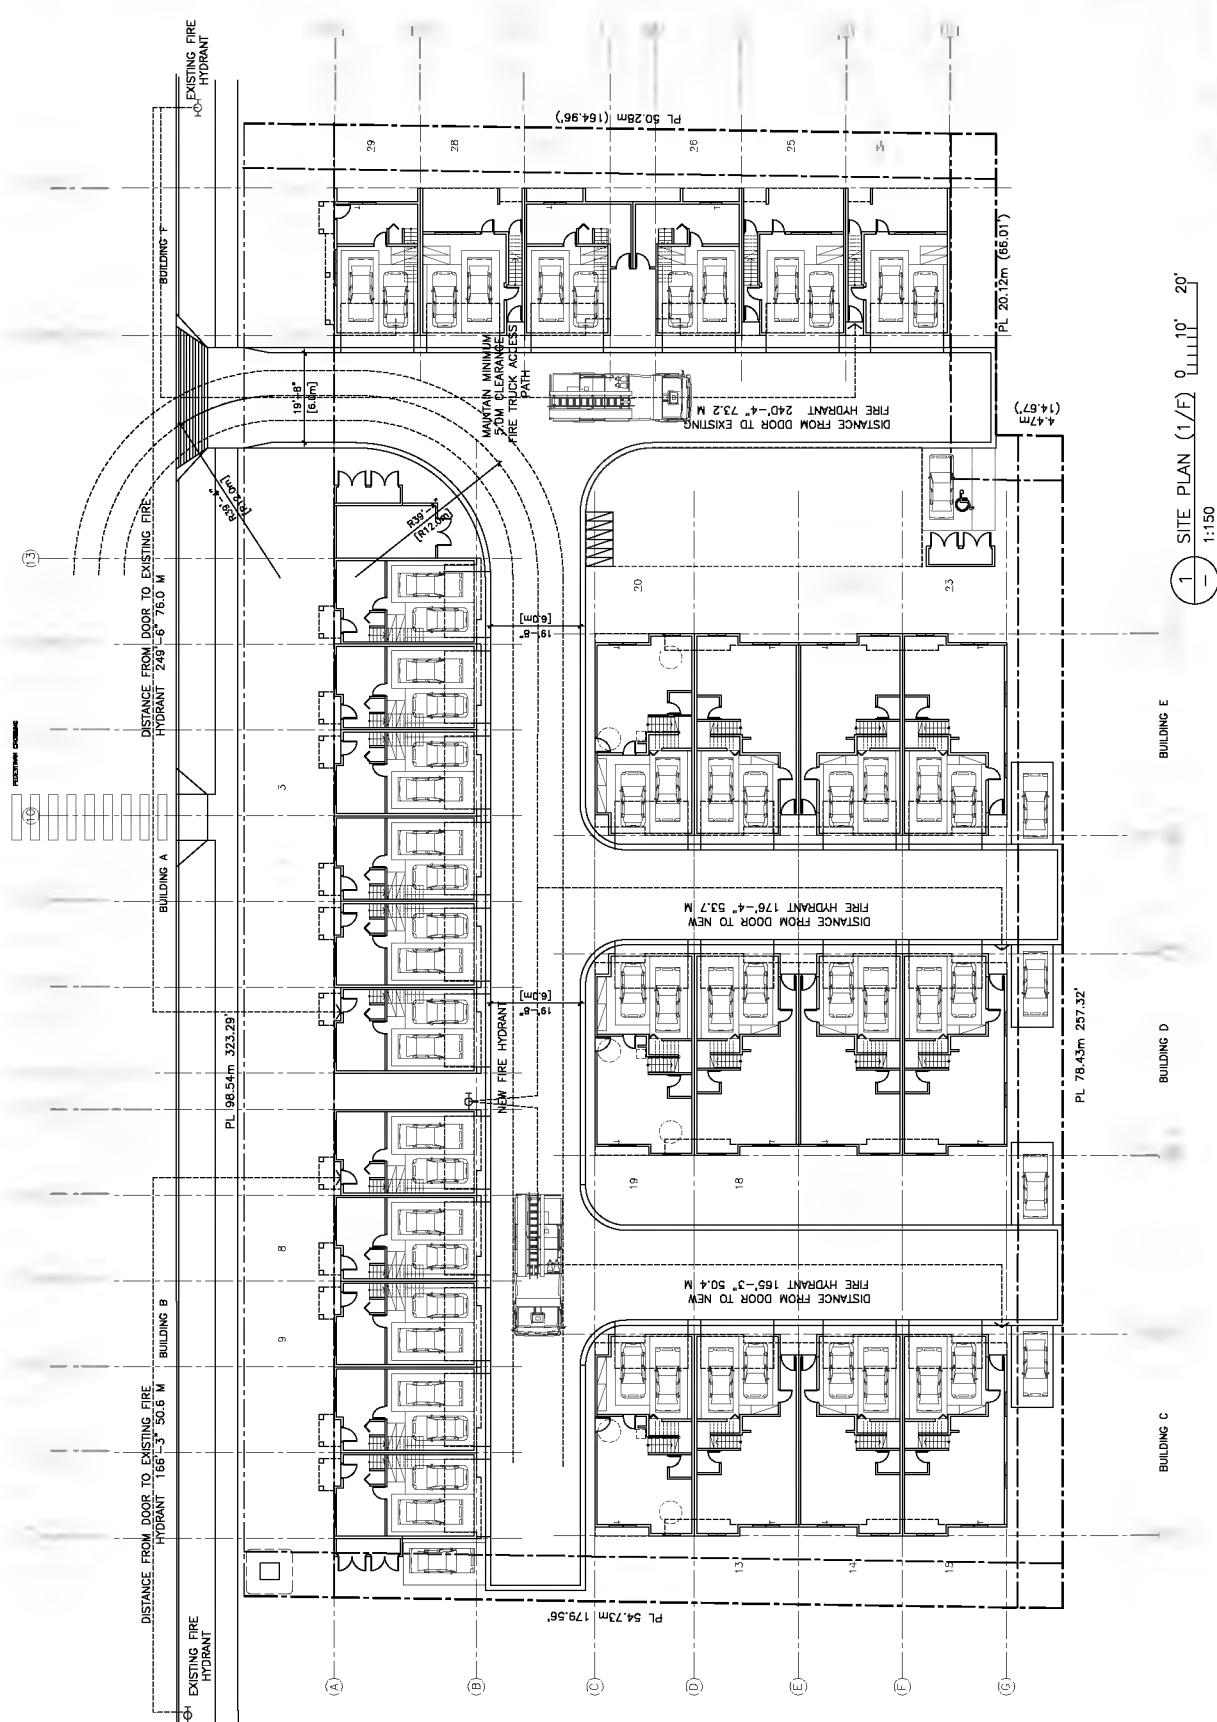 EXISTING FIRE
HYDRANT
PL 50.28m (164.96')
29
28
26
25
BUILDING F
PL 20.12m (66.01')
19'-8"
[6.0m]
MAINTAIN MINIMUM
5.0M CLEARANCE
FIRE TRUCK ACCESS
PATH
DISTANCE FROM DOOR TO EXISTING
FIRE HYDRANT 240'-4" 73.2 M
4.47m
(14.67')
R39'-4"
[R12.0m]
[R12.0m]
13
DISTANCE FROM DOOR TO EXISTING FIRE
HYDRANT 249'-6" 76.0 M
19'-8"
[6.0m]
20
23
1
SITE PLAN (1/F)
1:150
0 10' 20'
PEDESTRIAN CROSSING
10
3
BUILDING A
BUILDING E
DISTANCE FROM DOOR TO NEW
FIRE HYDRANT 176'-4" 53.7 M
PL 98.54m 323.29'
19'-8"
[6.0m]
NEW FIRE HYDRANT
PL 78.43m 257.32'
BUILDING D
19
18
8
9
BUILDING B
DISTANCE FROM DOOR TO NEW
FIRE HYDRANT 165'-3" 50.4 M
DISTANCE FROM DOOR TO EXISTING FIRE
HYDRANT 166'-3" 50.6 M
BUILDING C
13
14
15
PL 54.73m 179.56'
EXISTING FIRE
HYDRANT
A
B
C
D
E
F
G